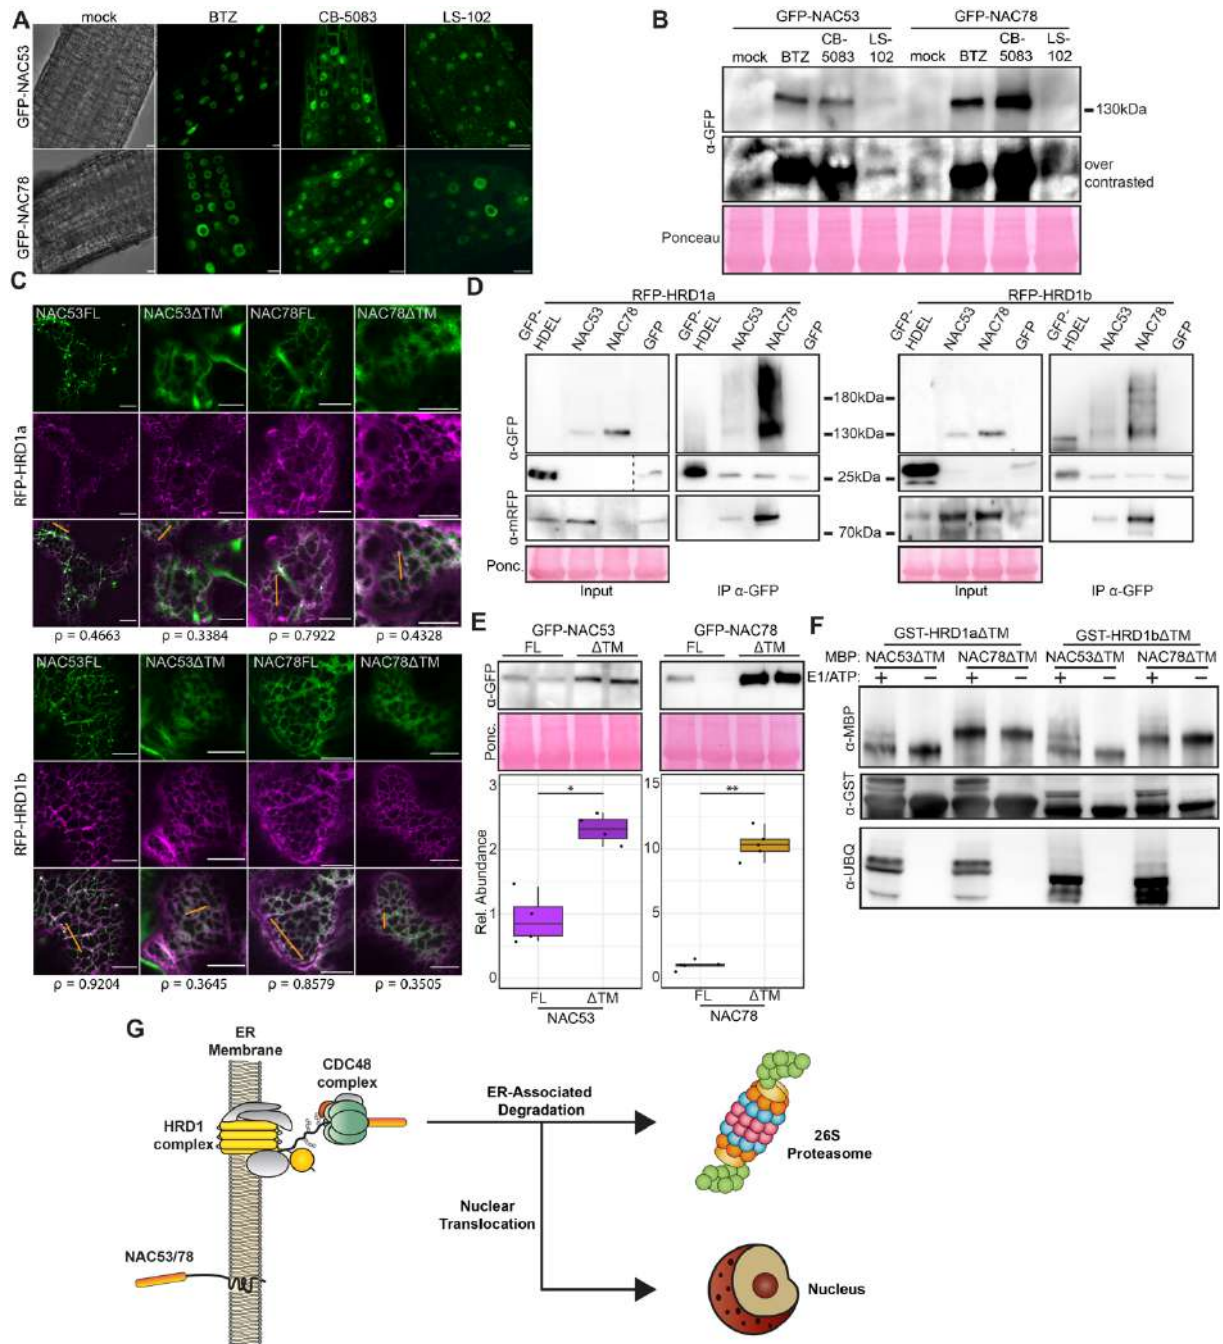 A
mock
BTZ
CB-5083
LS-102
GFP-NAC53
GFP-NAC78
B
GFP-NAC53
GFP-NAC78
mock
BTZ
CB-
5083
LS-
102
mock
BTZ
CB-
5083
LS-
102
α-GFP
130kDa
over
contrasted
Ponceau
C
NAC53FL
NAC53ΔTM
NAC78FL
NAC78ΔTM
RFP-HRD1a
ρ = 0.4663
ρ = 0.3384
ρ = 0.7922
ρ = 0.4328
NAC53FL
NAC53ΔTM
NAC78FL
NAC78ΔTM
RFP-HRD1b
ρ = 0.9204
ρ = 0.3645
ρ = 0.8579
ρ = 0.3505
D
RFP-HRD1a
RFP-HRD1b
GFP-
HDEL
NAC53
NAC78
GFP
GFP-
HDEL
NAC53
NAC78
GFP
GFP-
HDEL
NAC53
NAC78
GFP
GFP-
HDEL
NAC53
NAC78
GFP
α-GFP
180kDa
130kDa
25kDa
α-mRFP
70kDa
Ponc.
Input
IP α-GFP
Input
IP α-GFP
E
GFP-NAC53
GFP-NAC78
FL
ΔTM
FL
ΔTM
α-GFP
Ponc.
Rel. Abundance
3
2
1
0
*
15
10
5
0
**
FL
ΔTM
FL
ΔTM
NAC53
NAC78
F
GST-HRD1aΔTM
GST-HRD1bΔTM
MBP:
NAC53ΔTM
NAC78ΔTM
NAC53ΔTM
NAC78ΔTM
E1/ATP:
+ − + − + − + −
α-MBP
α-GST
α-UBQ
G
ER
Membrane
CDC48
complex
HRD1
complex
ER-Associated
Degradation
26S
Proteasome
Nuclear
Translocation
NAC53/78
Nucleus